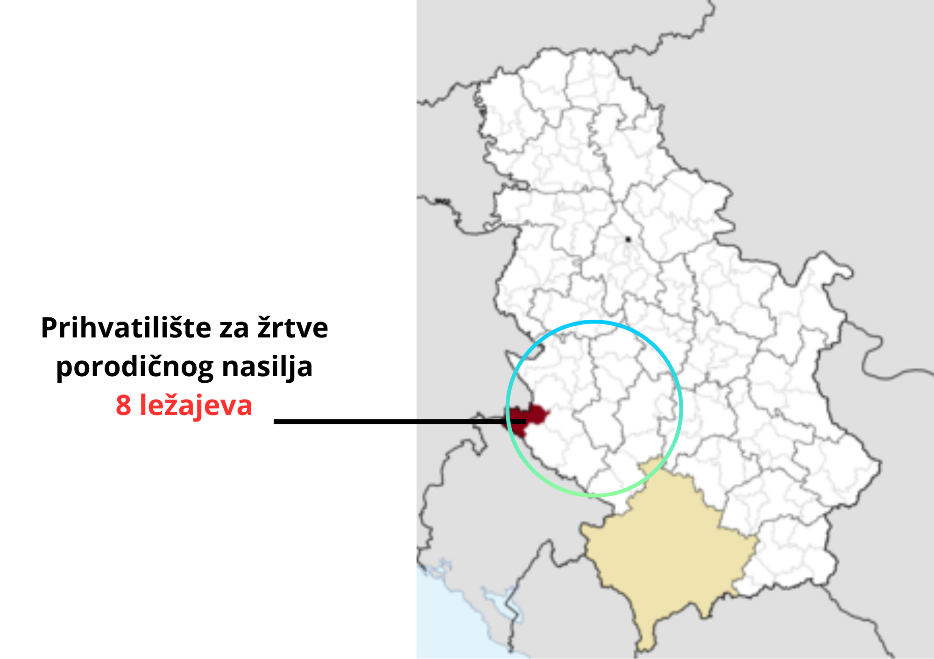 Prihvatilište za žrtve
porodičnog nasilja
8 ležajeva